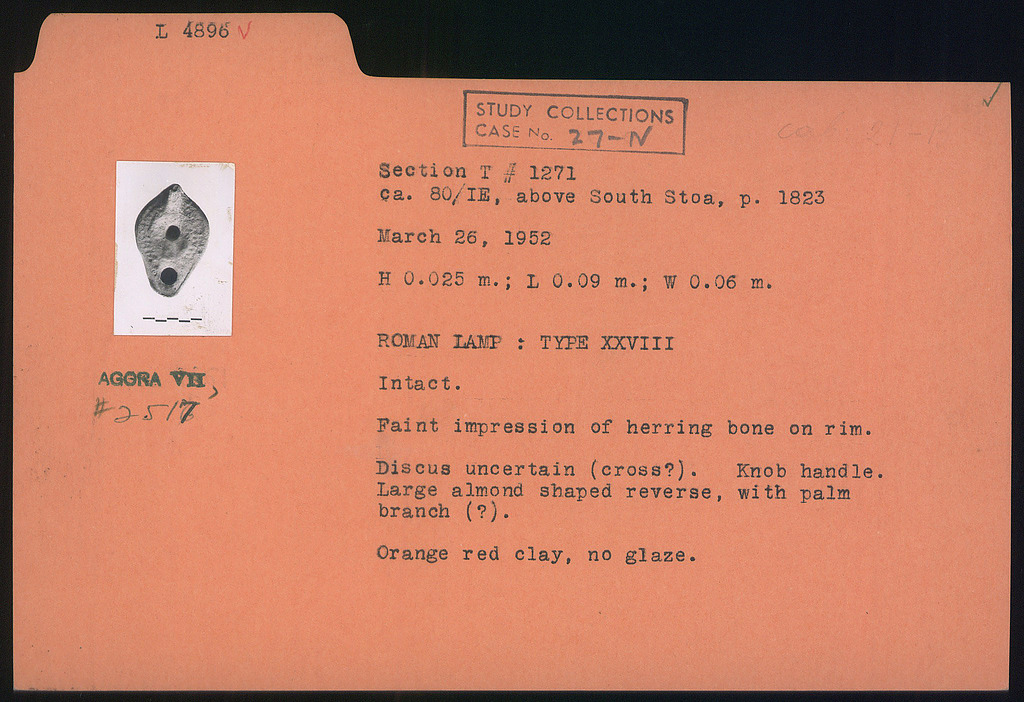 L 4896 √
STUDY COLLECTIONS
CASE No. 27-N
Section T # 1271
ca. 80/IE, above South Stoa, p. 1823
March 26, 1952
H 0.025 m.; L 0.09 m.; W 0.06 m.
ROMAN LAMP : TYPE XXVIII
Intact.
Faint impression of herring bone on rim.
Discus uncertain (cross?). Knob handle.
Large almond shaped reverse, with palm
branch (?).
Orange red clay, no glaze.
AGORA VII,
#2517